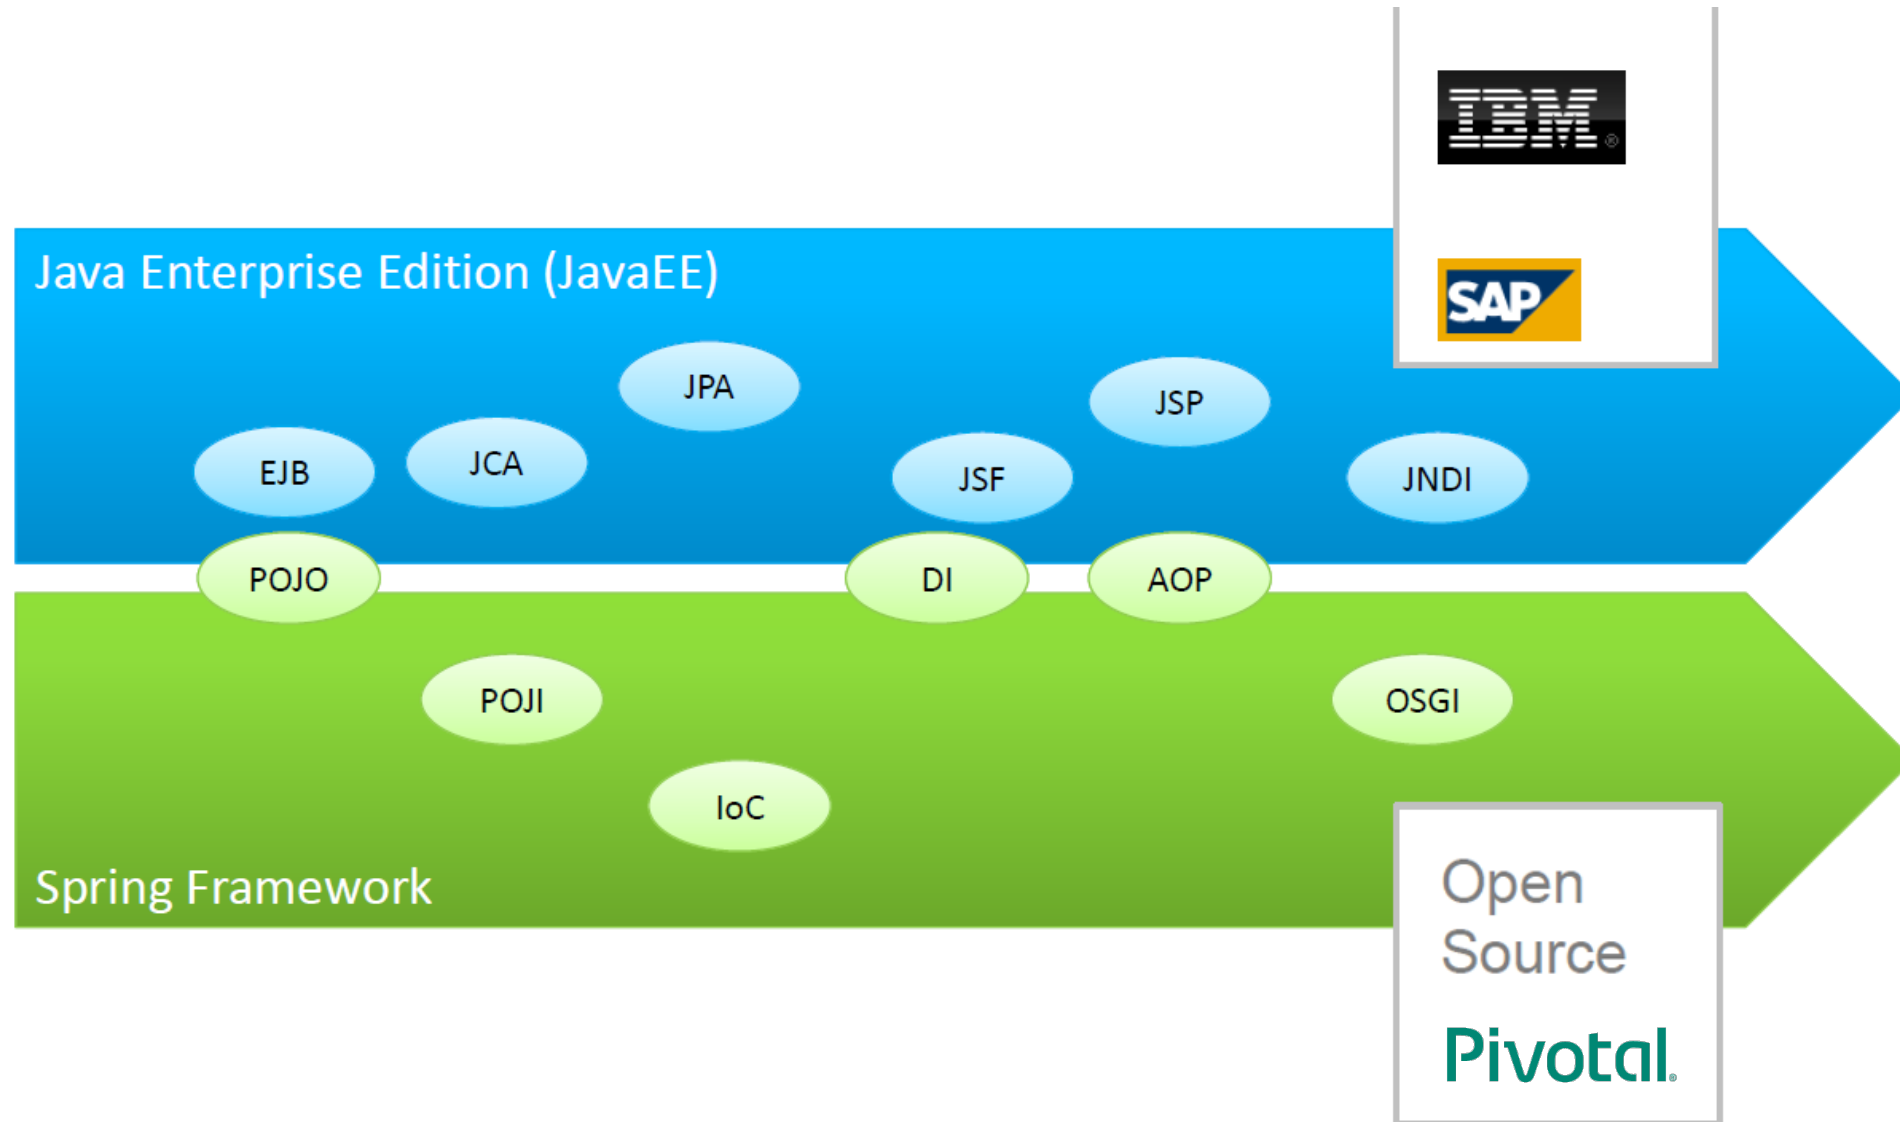 IBM®
Java Enterprise Edition (JavaEE)
SAP
JPA
JSP
EJB
JCA
JSF
JNDI
POJO
DI
AOP
POJI
OSGI
IoC
Spring Framework
Open
Source
Pivotal®